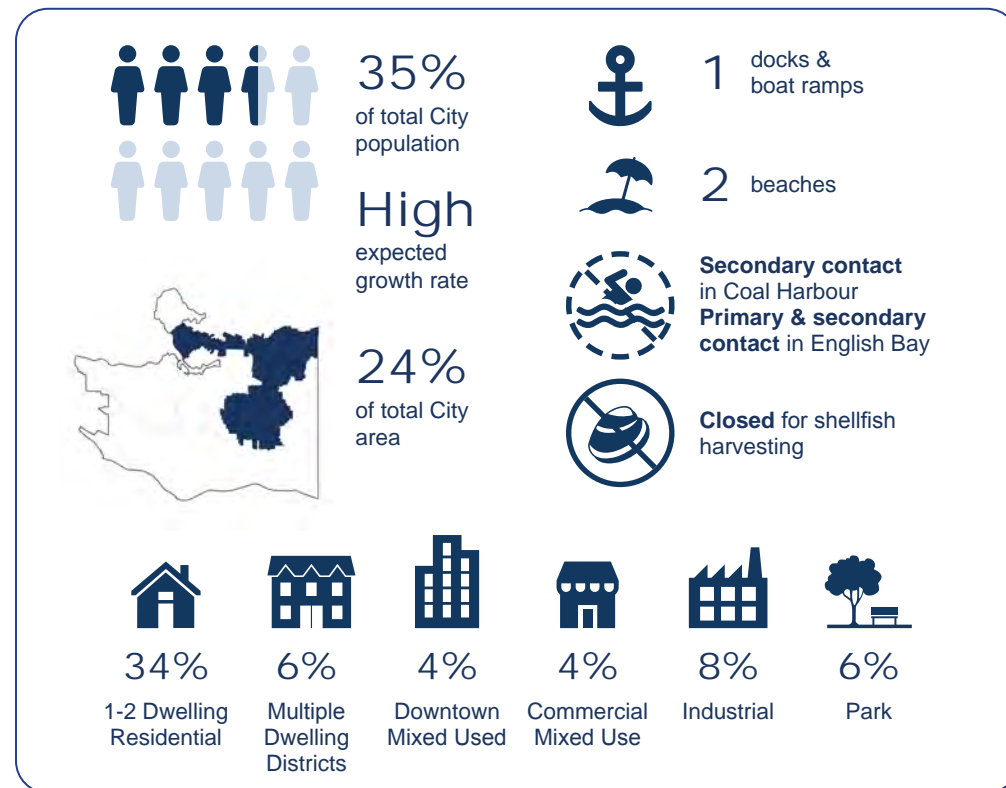 35%
of total City
population
High
expected
growth rate
24%
of total City
area
1
docks &
boat ramps
2
beaches
Secondary contact
in Coal Harbour
Primary & secondary
contact in English Bay
Closed for shellfish
harvesting
34%
1-2 Dwelling
Residential
6%
Multiple
Dwelling
Districts
4%
Downtown
Mixed Used
4%
Commercial
Mixed Use
8%
Industrial
6%
Park